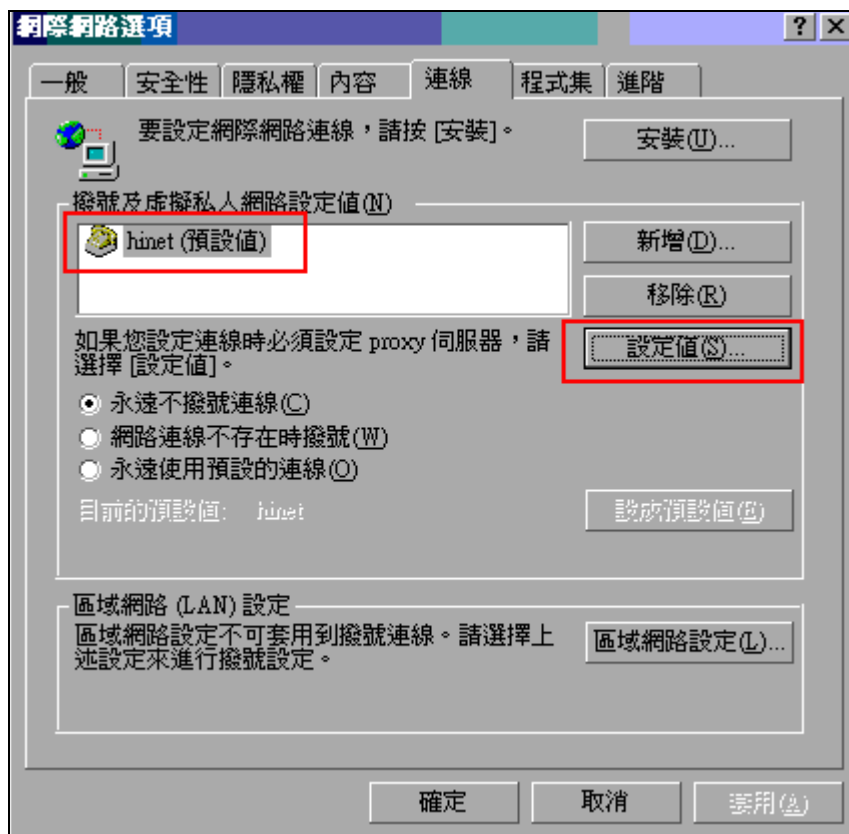 網際網路選項
一般 安全性 隱私權 內容 連線 程式集 進階
要設定網際網路連線，請按 [安裝]。
安裝(U)...
撥號及虛擬私人網路設定值(N)
hinet (預設值)
新增(D)...
移除(R)
如果您設定連線時必須設定 proxy 伺服器，請
選擇 [設定值]。
設定值(S)...
永遠不撥號連線(C)
網路連線不存在時撥號(W)
永遠使用預設的連線(O)
目前的預設值: hinet
設成預設值(E)
區域網路 (LAN) 設定
區域網路設定不可套用到撥號連線。請選擇上
述設定來進行撥號設定。
區域網路設定(L)...
確定
取消
套用(A)